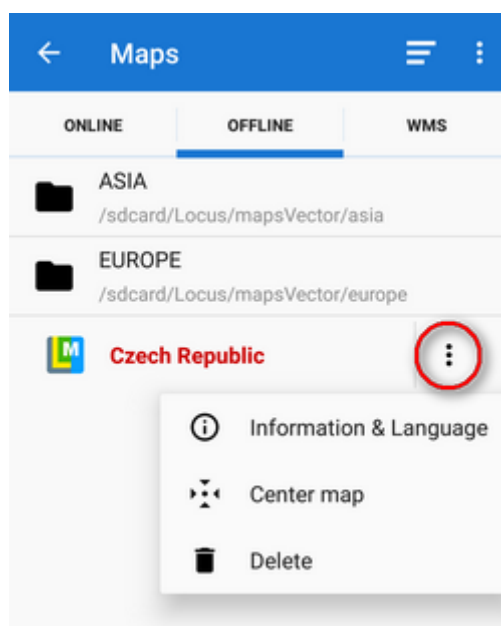 Maps
ONLINE OFFLINE WMS
ASIA
/sdcard/Locus/mapsVector/asia
EUROPE
/sdcard/Locus/mapsVector/europe
LM Czech Republic
Information & Language
Center map
Delete